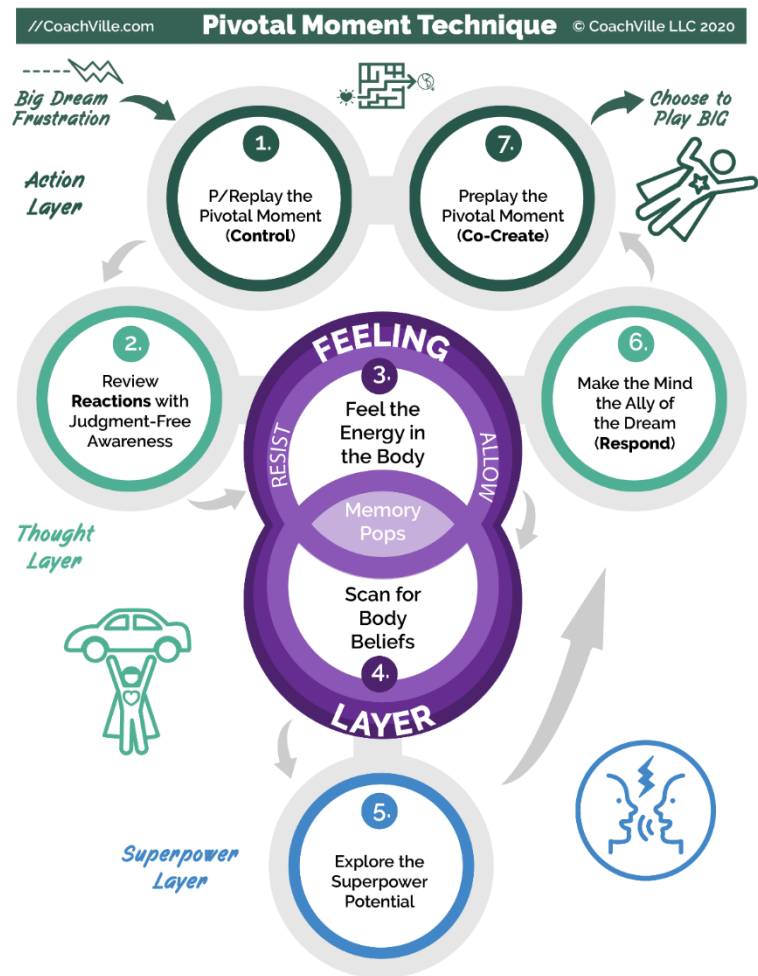 //CoachVille.com
Pivotal Moment Technique
© CoachVille LLC 2020
Big Dream
Frustration
Choose to
Play BIG
Action
Layer
1.
P/Replay the
Pivotal Moment
(Control)
7.
Preplay the
Pivotal Moment
(Co-Create)
2.
Review
Reactions with
Judgment-Free
Awareness
FEELING
3.
Feel the
Energy in
the Body
RESIST
ALLOW
Memory
Pops
Scan for
Body
Beliefs
4.
LAYER
6.
Make the Mind
the Ally of
the Dream
(Respond)
Thought
Layer
5.
Explore the
Superpower
Potential
Superpower
Layer